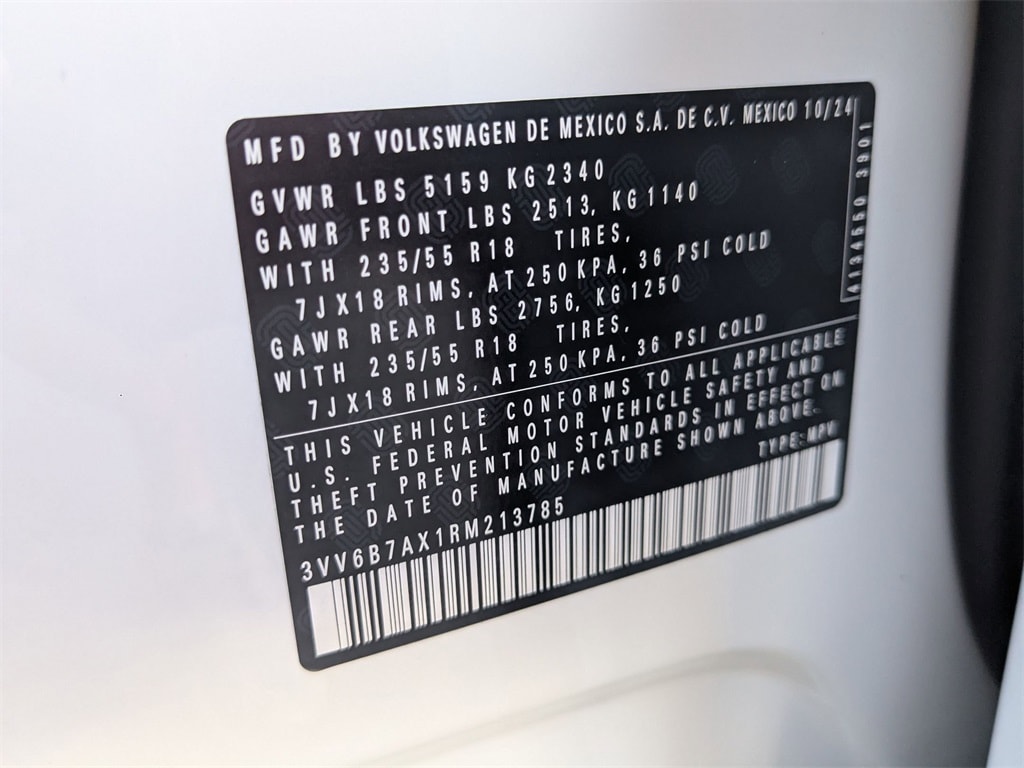 MFD BY VOLKSWAGEN DE MEXICO S.A. DE C.V. MEXICO 10/24
GVWR LBS 5159 KG 2340
GAWR FRONT LBS 2513, KG 1140
WITH 235/55 R18 TIRES,
7JX18 RIMS, AT 250 KPA, 36 PSI COLD
GAWR REAR LBS 2756, KG 1250
WITH 235/55 R18 TIRES,
7JX18 RIMS, AT 250 KPA, 36 PSI COLD
THIS VEHICLE CONFORMS TO ALL APPLICABLE
U.S. FEDERAL MOTOR VEHICLE SAFETY AND
THEFT PREVENTION STANDARDS IN EFFECT ON
THE DATE OF MANUFACTURE SHOWN ABOVE.
TYPE: MPV
3VV6B7AX1RM213785
4134550 3901